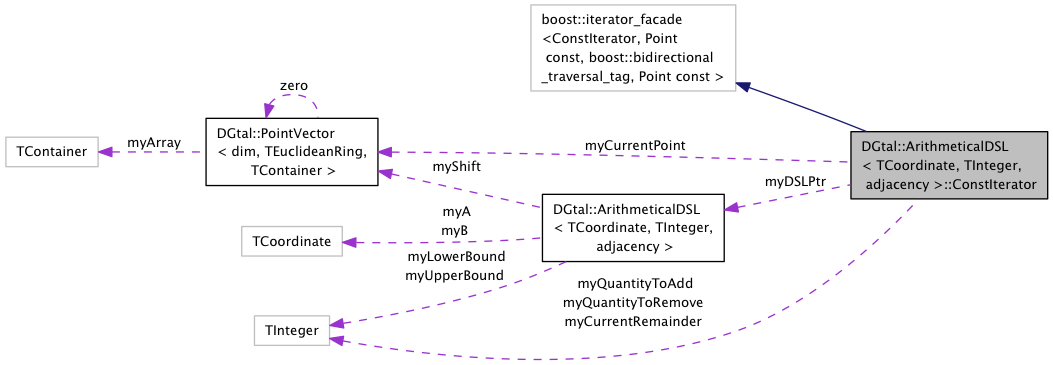 boost::iterator_facade
<ConstIterator, Point
const, boost::bidirectional
_traversal_tag, Point const >
zero
DGtal::PointVector
< dim, TEuclideanRing,
TContainer >
TContainer
myArray
myCurrentPoint
DGtal::ArithmeticalDSL
< TCoordinate, TInteger,
adjacency >::ConstIterator
myShift
myDSLPtr
DGtal::ArithmeticalDSL
< TCoordinate, TInteger,
adjacency >
myA
myB
TCoordinate
myLowerBound
myUpperBound
myQuantityToAdd
myQuantityToRemove
myCurrentRemainder
TInteger